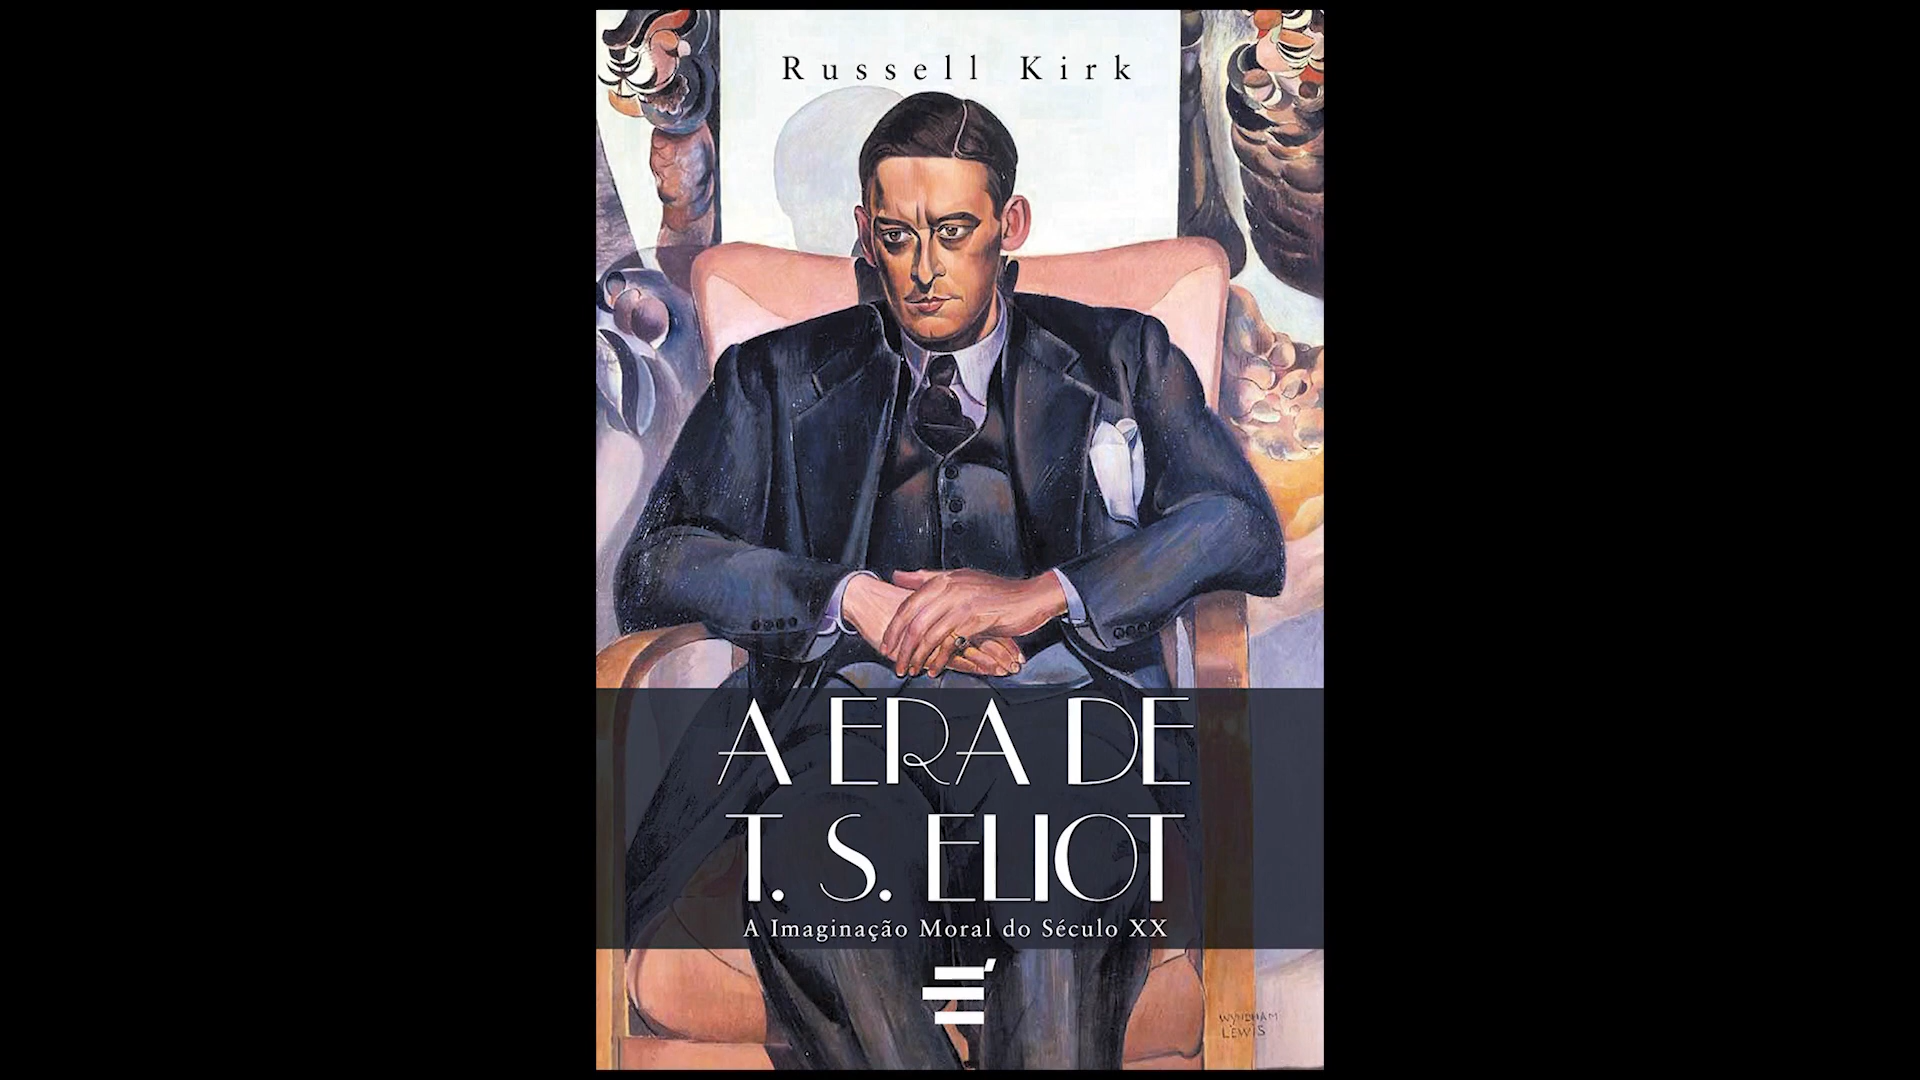 Russell Kirk
A ERA DE
T. S. ELIOT
A Imaginação Moral do Século XX
É
WYNDHAM
LEWIS